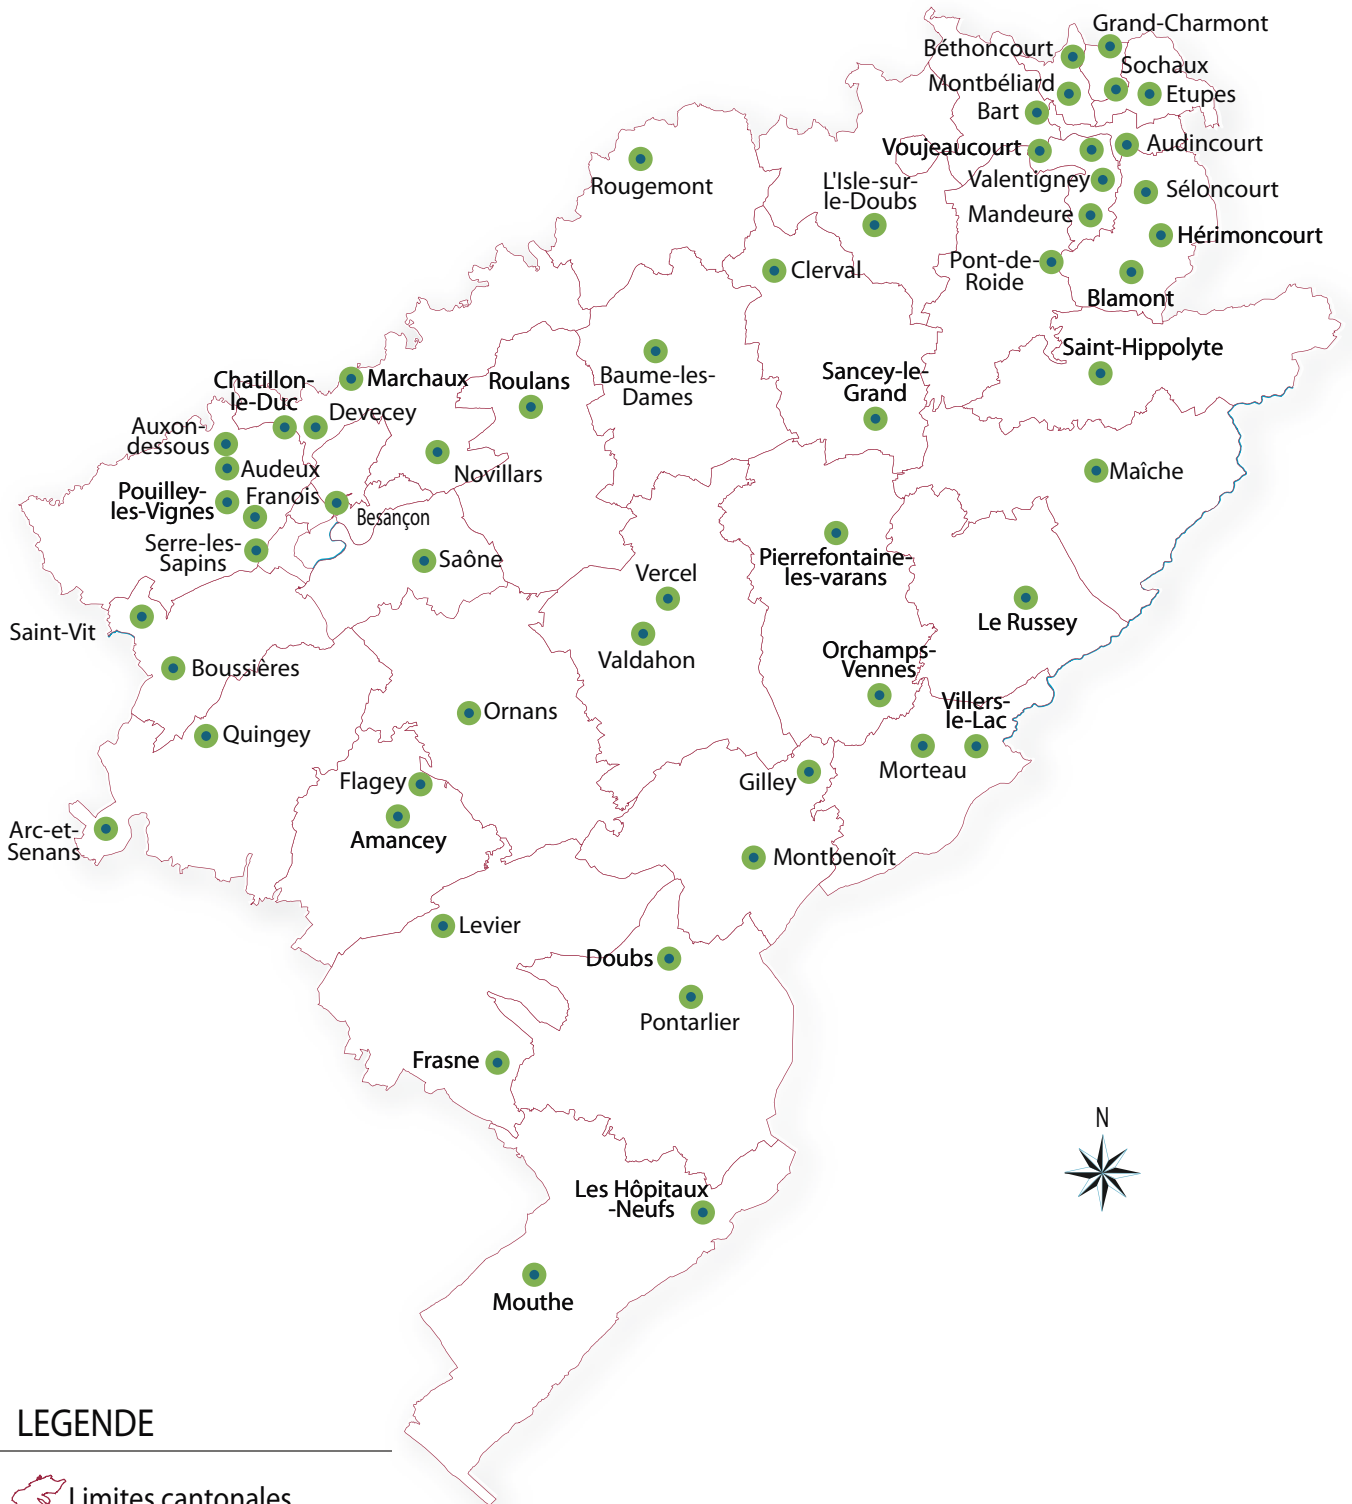 Grand-Charmont
Béthoncourt
Sochaux
Montbéliard
Etupes
Bart
Audincourt
Voujeaucourt
Valentigney
Séloncourt
Mandeure
Hérimoncourt
Pont-de-
Roide
Blamont
Rougemont
L'Isle-sur-
le-Doubs
Clerval
Saint-Hippolyte
Chatillon-
le-Duc
Marchaux
Roulans
Baume-les-
Dames
Sancey-le-
Grand
Devecey
Auxon-
dessous
Audeux
Novillars
Maîche
Pouilley-
les-Vignes
Franois
Besançon
Serre-les-
Sapins
Saône
Pierrefontaine-
les-varans
Vercel
Le Russey
Saint-Vit
Valdahon
Orchamps-
Vennes
Boussières
Villers-
le-Lac
Ornans
Quingey
Morteau
Flagey
Gilley
Arc-et-
Senans
Amancey
Montbenoît
Levier
Doubs
Pontarlier
Frasne
N
Les Hôpitaux
-Neufs
Mouthe
LEGENDE
Limites cantonales